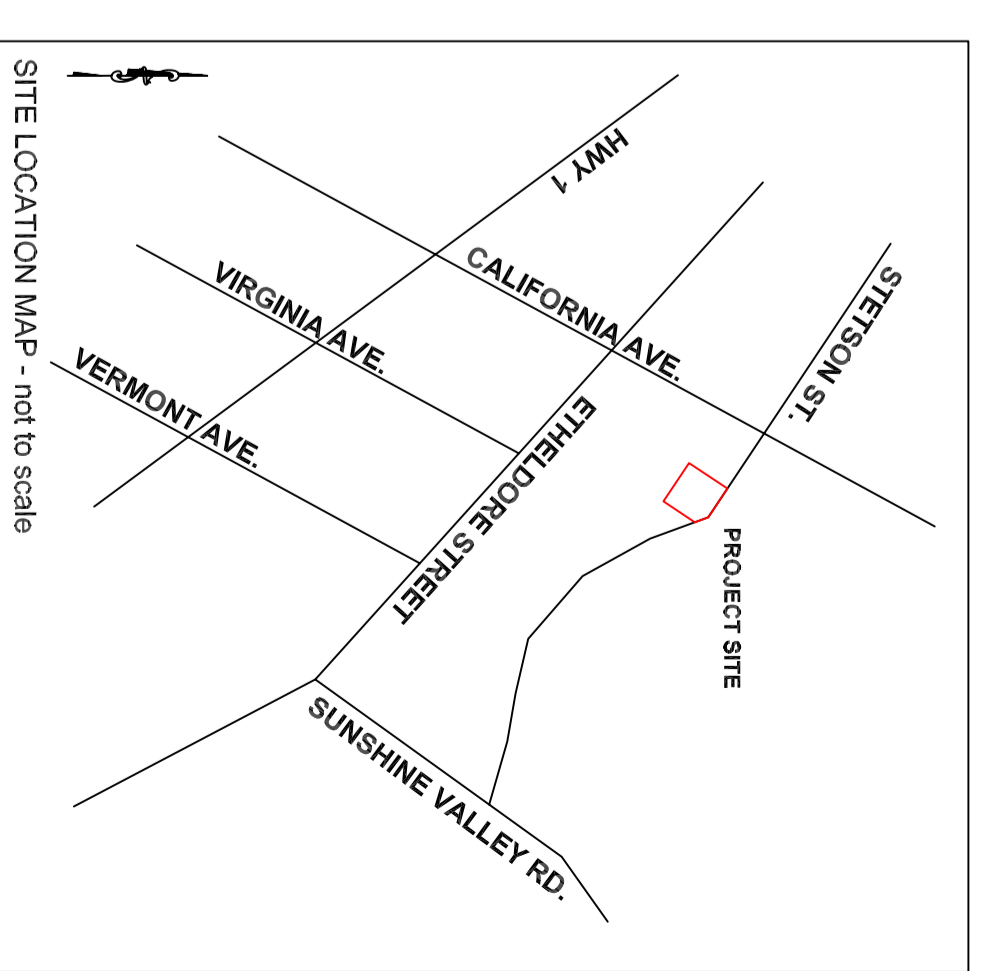 STETSON ST.
HWY 1
CALIFORNIA AVE.
VIRGINIA AVE.
VERMONT AVE.
ETHELDORE STREET
PROJECT SITE
SUNSHINE VALLEY RD.
SITE LOCATION MAP - not to scale